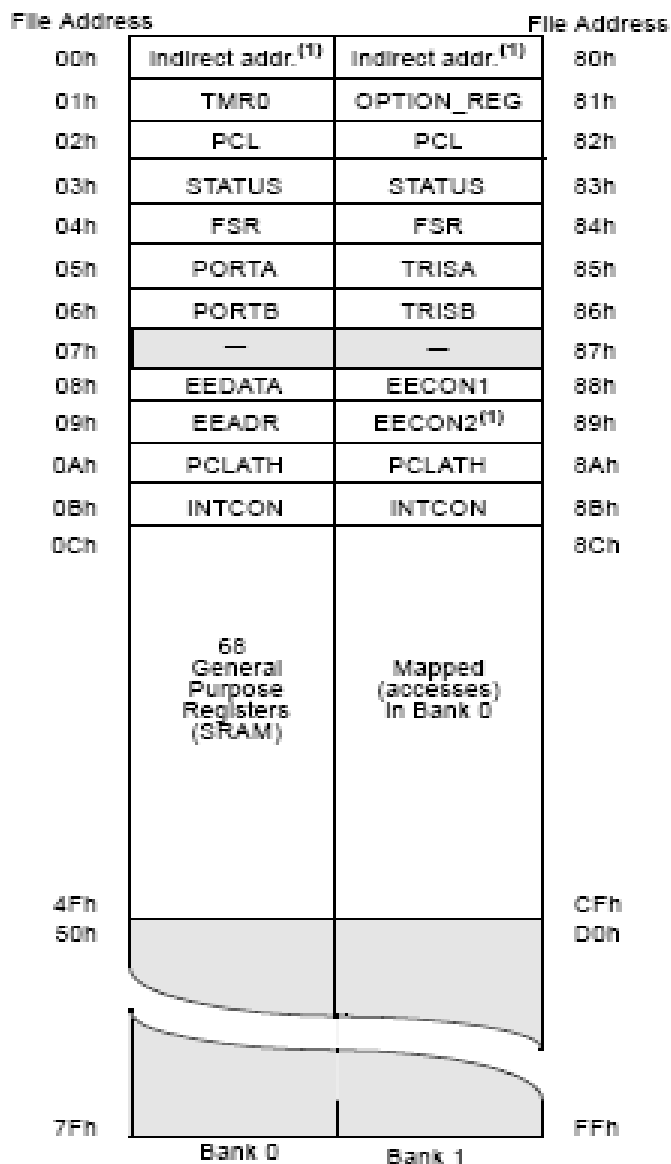 File Address File Address
00h Indirect addr.(1) Indirect addr.(1) 80h
01h TMR0 OPTION_REG 81h
02h PCL PCL 82h
03h STATUS STATUS 83h
04h FSR FSR 84h
05h PORTA TRISA 85h
06h PORTB TRISB 86h
07h — — 87h
08h EEDATA EECON1 88h
09h EEADR EECON2(1) 89h
0Ah PCLATH PCLATH 8Ah
0Bh INTCON INTCON 8Bh
0Ch 8Ch
68
General
Purpose
Registers
(SRAM)
Mapped
(accesses)
in Bank 0
4Fh CFh
50h D0h
7Fh FFh
Bank 0 Bank 1